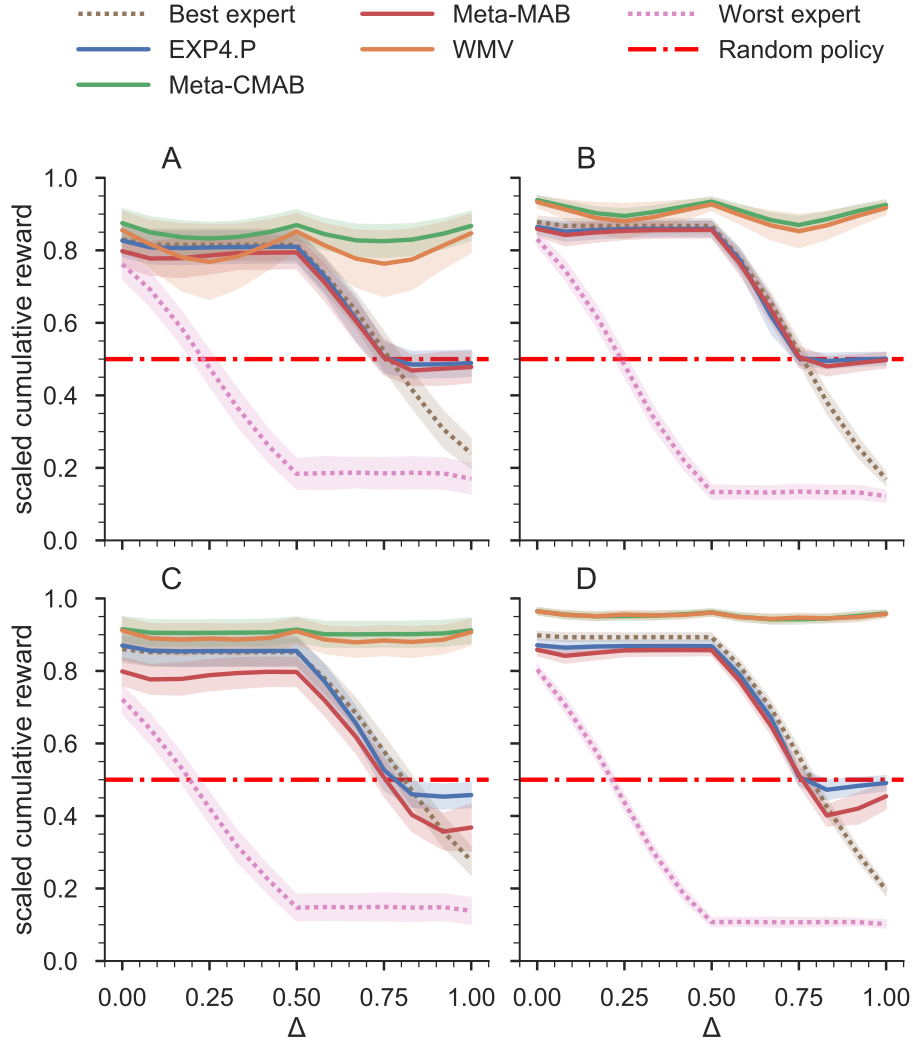 Best expert Meta-MAB Worst expert
EXP4.P WMV Random policy
Meta-CMAB
A B
1.0
0.8
0.6
0.4
0.2
0.0
scaled cumulative reward
C D
1.0
0.8
0.6
0.4
0.2
0.0
scaled cumulative reward
0.00 0.25 0.50 0.75 1.00 0.00 0.25 0.50 0.75 1.00
Δ Δ